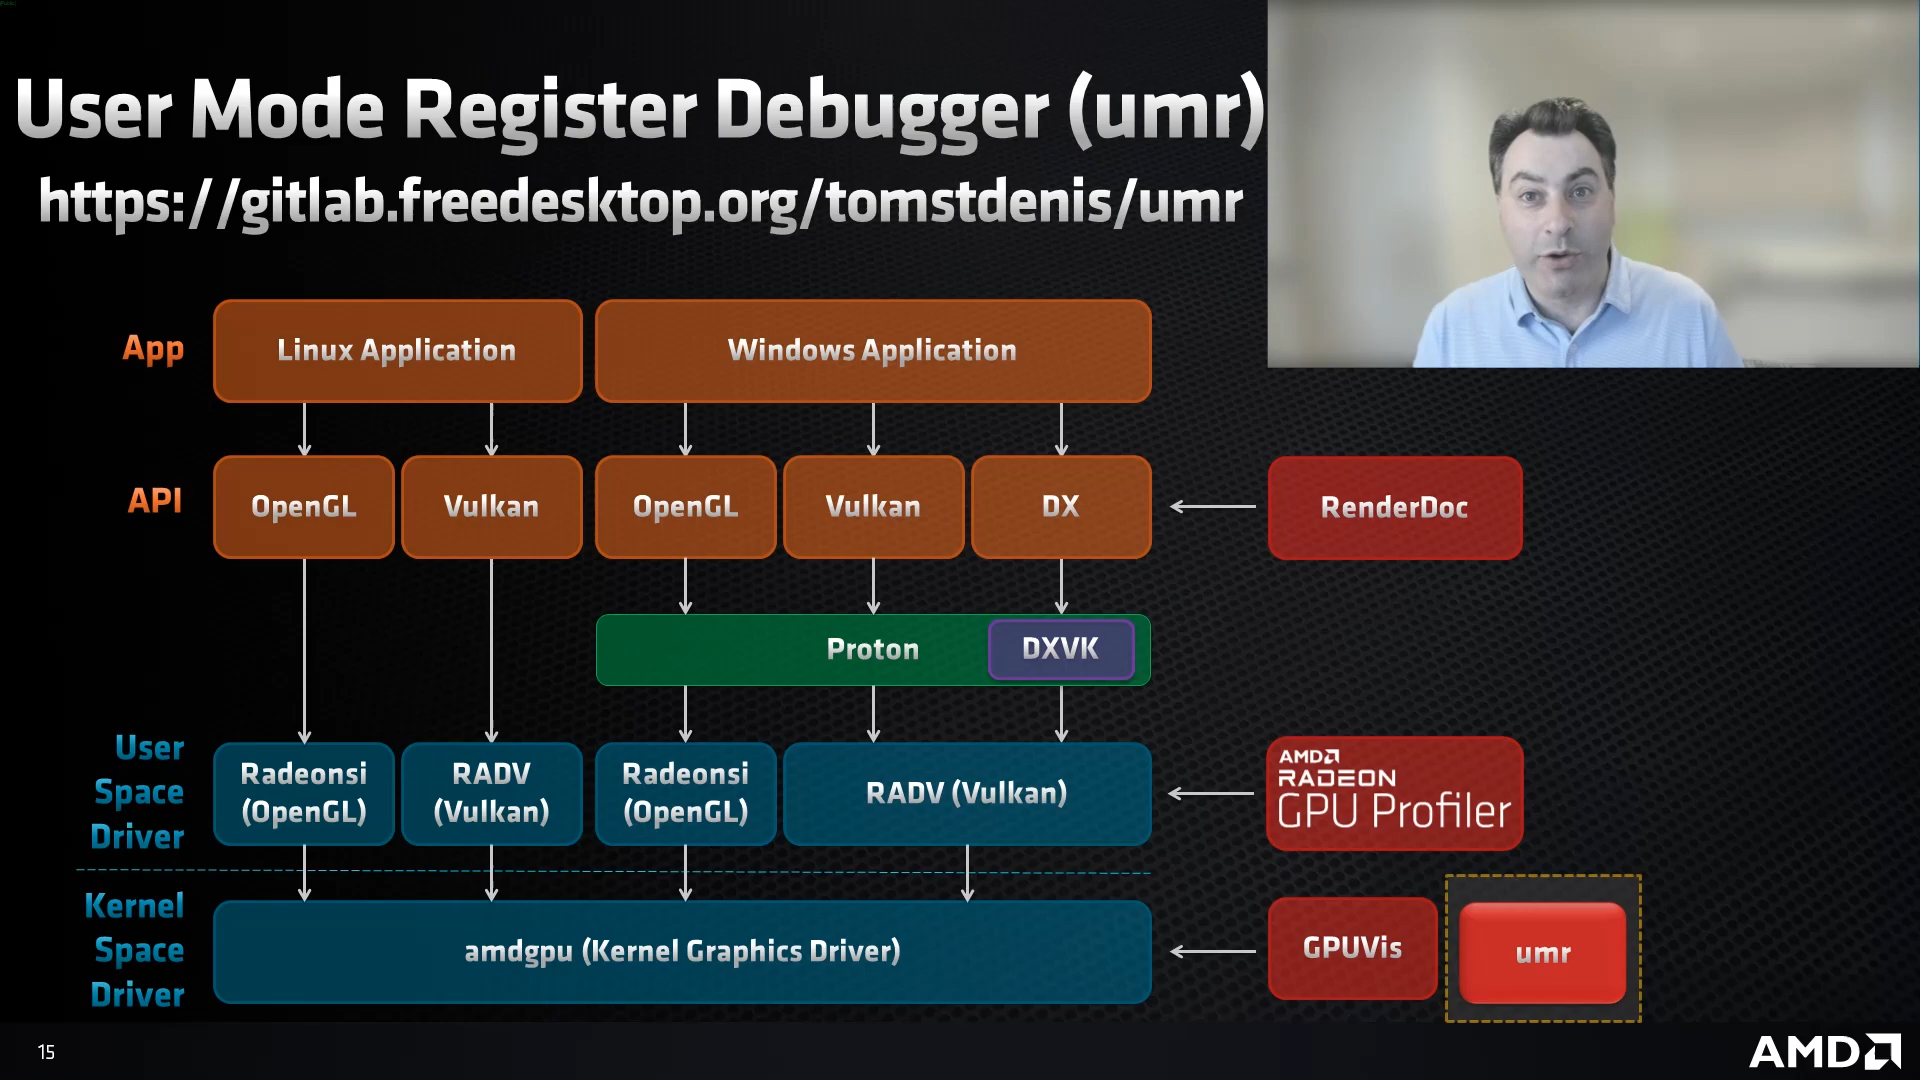 User Mode Register Debugger (umr)
https://gitlab.freedesktop.org/tomstdenis/umr
App
Linux Application
Windows Application
API
OpenGL
Vulkan
OpenGL
Vulkan
DX
RenderDoc
Proton
DXVK
User
Space
Driver
Radeonsi
(OpenGL)
RADV
(Vulkan)
Radeonsi
(OpenGL)
RADV (Vulkan)
AMD
RADEON
GPU Profiler
Kernel
Space
Driver
amdgpu (Kernel Graphics Driver)
GPUVis
umr
15
AMD